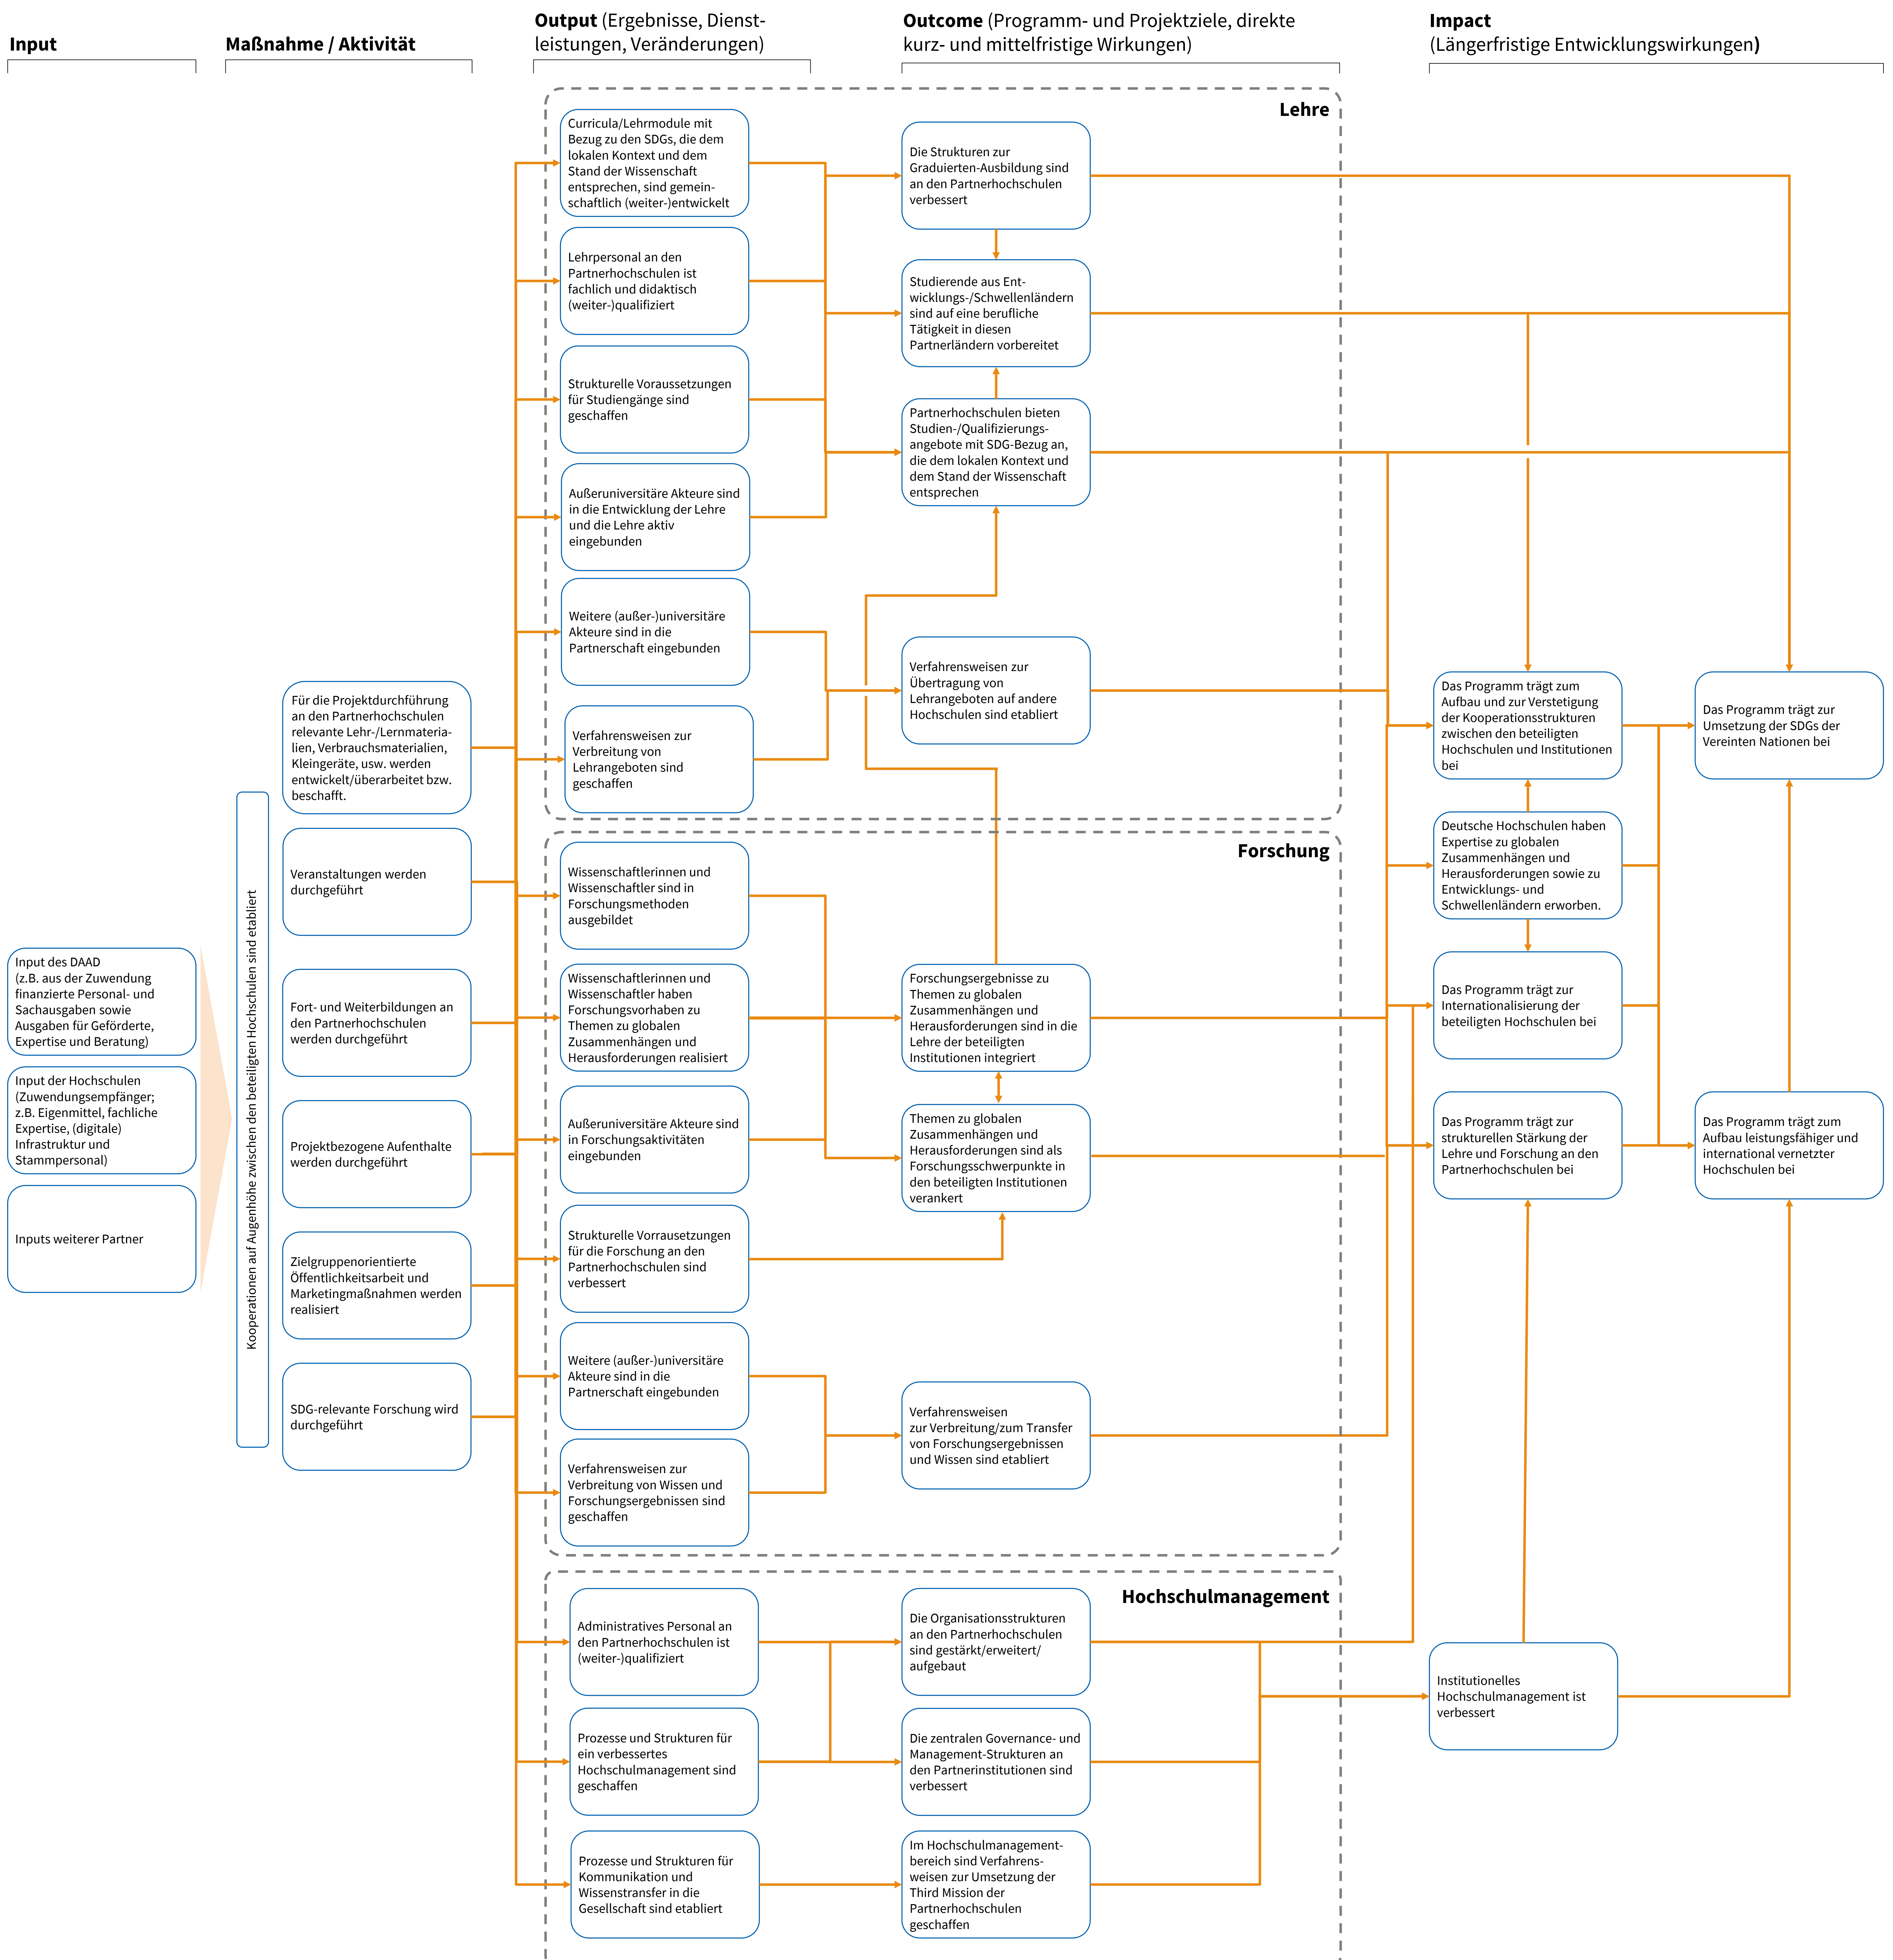 Input
Maßnahme / Aktivität
Output (Ergebnisse, Dienst-
leistungen, Veränderungen)
Outcome (Programm- und Projektziele, direkte
kurz- und mittelfristige Wirkungen)
Impact
(Längerfristige Entwicklungswirkungen)
Input des DAAD
(z.B. aus der Zuwendung
finanzierte Personal- und
Sachausgaben sowie
Ausgaben für Geförderte,
Expertise und Beratung)
Input der Hochschulen
(Zuwendungsempfänger;
z.B. Eigenmittel, fachliche
Expertise, (digitale)
Infrastruktur und
Stammpersonal)
Inputs weiterer Partner
Kooperationen auf Augenhöhe zwischen den beteiligten Hochschulen sind etabliert
Für die Projektdurchführung
an den Partnerhochschulen
relevante Lehr-/Lernmateria-
lien, Verbrauchsmaterialien,
Kleingeräte, usw. werden
entwickelt/überarbeitet bzw.
beschafft.
Veranstaltungen werden
durchgeführt
Fort- und Weiterbildungen an
den Partnerhochschulen
werden durchgeführt
Projektbezogene Aufenthalte
werden durchgeführt
Zielgruppenorientierte
Öffentlichkeitsarbeit und
Marketingmaßnahmen werden
realisiert
SDG-relevante Forschung wird
durchgeführt
Lehre
Curricula/Lehrmodule mit
Bezug zu den SDGs, die dem
lokalen Kontext und dem
Stand der Wissenschaft
entsprechen, sind gemein-
schaftlich (weiter-)entwickelt
Lehrpersonal an den
Partnerhochschulen ist
fachlich und didaktisch
(weiter-)qualifiziert
Strukturelle Voraussetzungen
für Studiengänge sind
geschaffen
Außeruniversitäre Akteure sind
in die Entwicklung der Lehre
und die Lehre aktiv
eingebunden
Weitere (außer-)universitäre
Akteure sind in die
Partnerschaft eingebunden
Verfahrensweisen zur
Verbreitung von
Lehrangeboten sind
geschaffen
Die Strukturen zur
Graduierten-Ausbildung sind
an den Partnerhochschulen
verbessert
Studierende aus Ent-
wicklungs-/Schwellenländern
sind auf eine berufliche
Tätigkeit in diesen
Partnerländern vorbereitet
Partnerhochschulen bieten
Studien-/Qualifizierungs-
angebote mit SDG-Bezug an,
die dem lokalen Kontext und
dem Stand der Wissenschaft
entsprechen
Verfahrensweisen zur
Übertragung von
Lehrangeboten auf andere
Hochschulen sind etabliert
Forschung
Wissenschaftlerinnen und
Wissenschaftler sind in
Forschungsmethoden
ausgebildet
Wissenschaftlerinnen und
Wissenschaftler haben
Forschungsvorhaben zu
Themen zu globalen
Zusammenhängen und
Herausforderungen realisiert
Außeruniversitäre Akteure sind
in Forschungsaktivitäten
eingebunden
Strukturelle Vorrausetzungen
für die Forschung an den
Partnerhochschulen sind
verbessert
Weitere (außer-)universitäre
Akteure sind in die
Partnerschaft eingebunden
Verfahrensweisen zur
Verbreitung von Wissen und
Forschungsergebnissen sind
geschaffen
Forschungsergebnisse zu
Themen zu globalen
Zusammenhängen und
Herausforderungen sind in die
Lehre der beteiligten
Institutionen integriert
Themen zu globalen
Zusammenhängen und
Herausforderungen sind als
Forschungsschwerpunkte in
den beteiligten Institutionen
verankert
Verfahrensweisen
zur Verbreitung/zum Transfer
von Forschungsergebnissen
und Wissen sind etabliert
Hochschulmanagement
Administratives Personal an
den Partnerhochschulen ist
(weiter-)qualifiziert
Prozesse und Strukturen für
ein verbessertes
Hochschulmanagement sind
geschaffen
Prozesse und Strukturen für
Kommunikation und
Wissenstransfer in die
Gesellschaft sind etabliert
Die Organisationsstrukturen
an den Partnerhochschulen
sind gestärkt/erweitert/
aufgebaut
Die zentralen Governance- und
Management-Strukturen an
den Partnerinstitutionen sind
verbessert
Im Hochschulmanagement-
bereich sind Verfahrens-
weisen zur Umsetzung der
Third Mission der
Partnerhochschulen
geschaffen
Das Programm trägt zum
Aufbau und zur Verstetigung
der Kooperationsstrukturen
zwischen den beteiligten
Hochschulen und Institutionen
bei
Deutsche Hochschulen haben
Expertise zu globalen
Zusammenhängen und
Herausforderungen sowie zu
Entwicklungs- und
Schwellenländern erworben.
Das Programm trägt zur
Internationalisierung der
beteiligten Hochschulen bei
Das Programm trägt zur
strukturellen Stärkung der
Lehre und Forschung an den
Partnerhochschulen bei
Institutionelles
Hochschulmanagement ist
verbessert
Das Programm trägt zur
Umsetzung der SDGs der
Vereinten Nationen bei
Das Programm trägt zum
Aufbau leistungsfähiger und
international vernetzter
Hochschulen bei